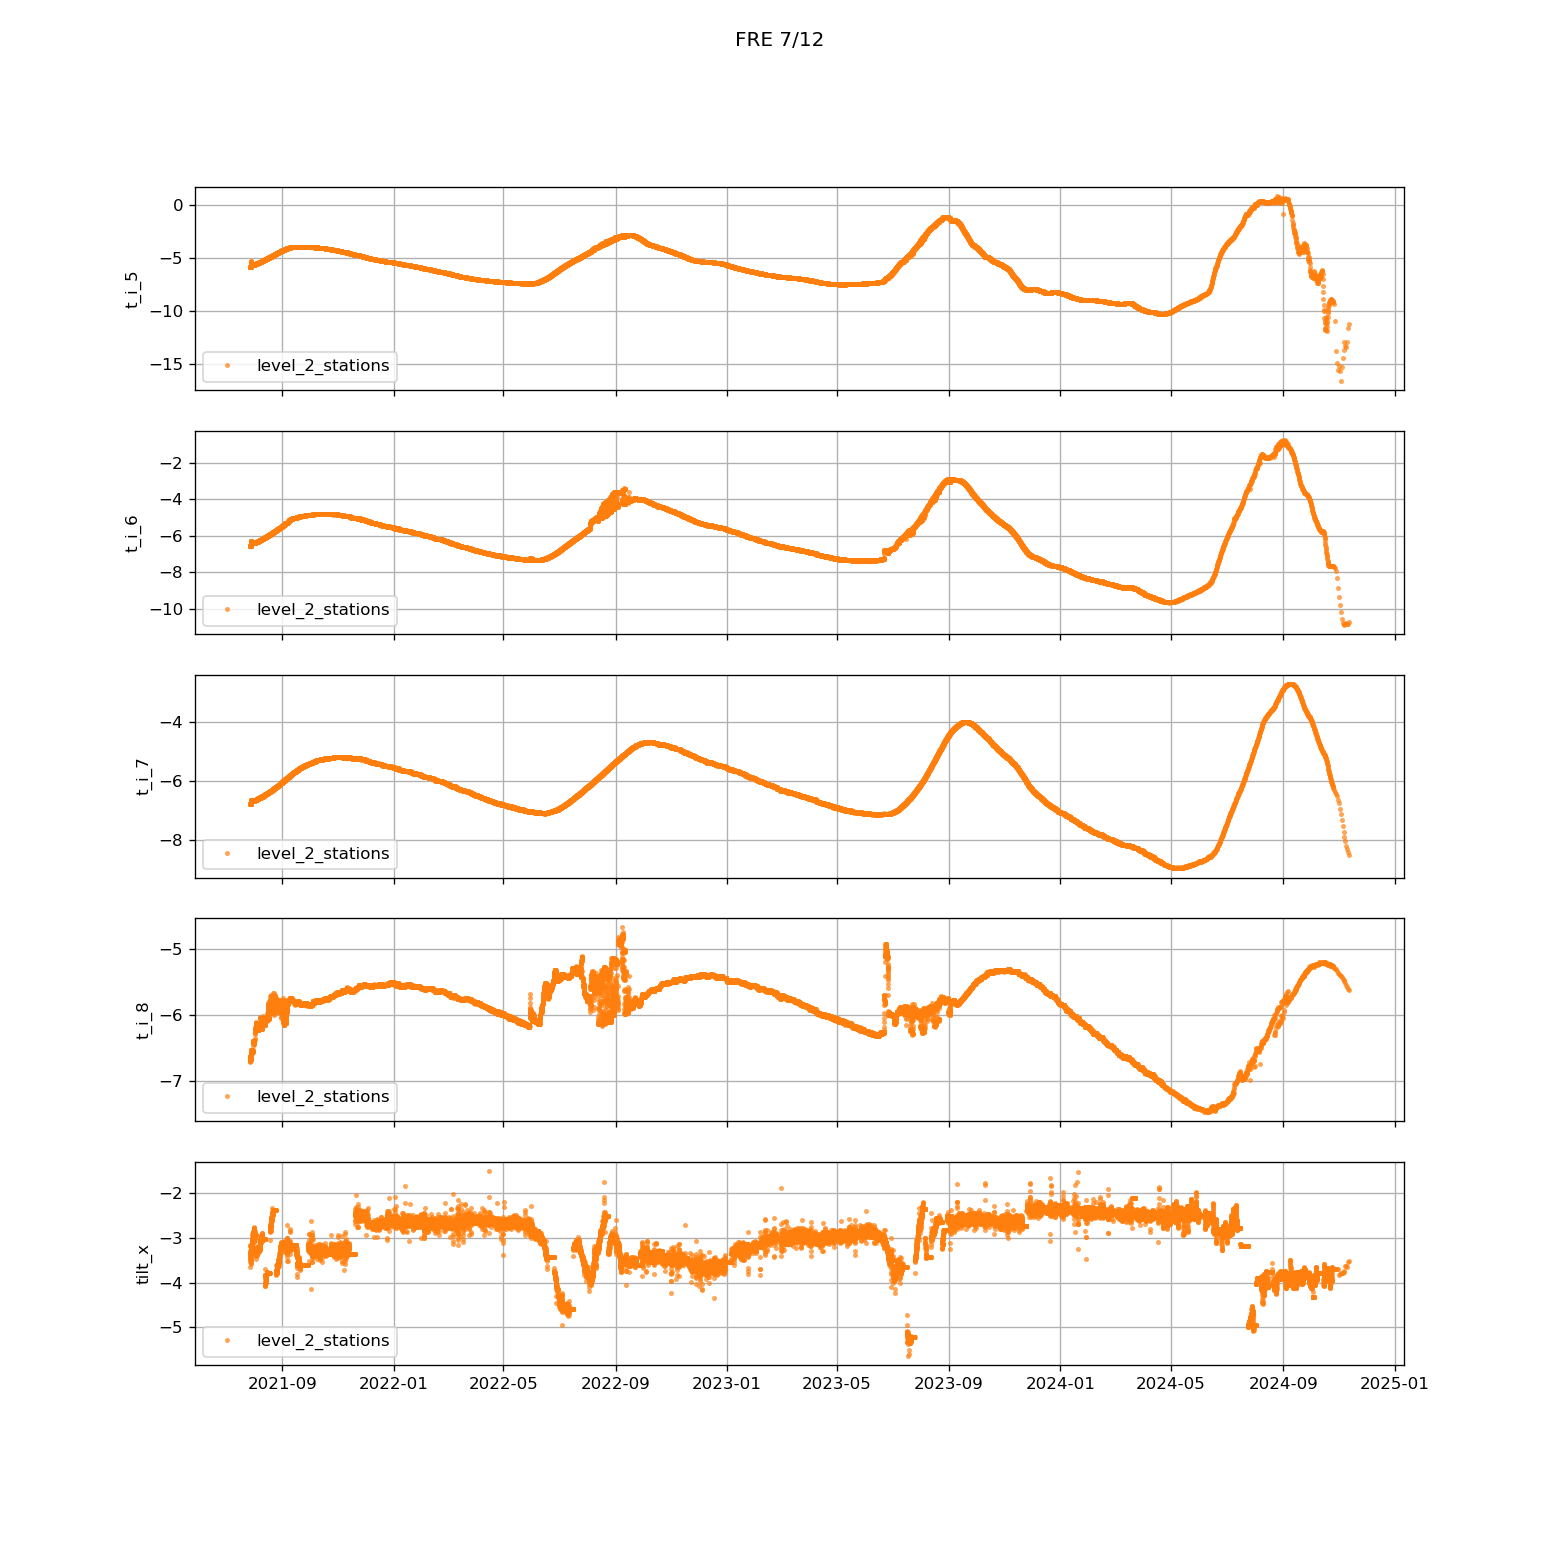 FRE 7/12
0
−5
−10
−15
t_i_5
level_2_stations
−2
−4
−6
−8
−10
t_i_6
level_2_stations
−4
−6
−8
t_i_7
level_2_stations
−5
−6
−7
t_i_8
level_2_stations
−2
−3
−4
−5
tilt_x
level_2_stations
2021-09 2022-01 2022-05 2022-09 2023-01 2023-05 2023-09 2024-01 2024-05 2024-09 2025-01